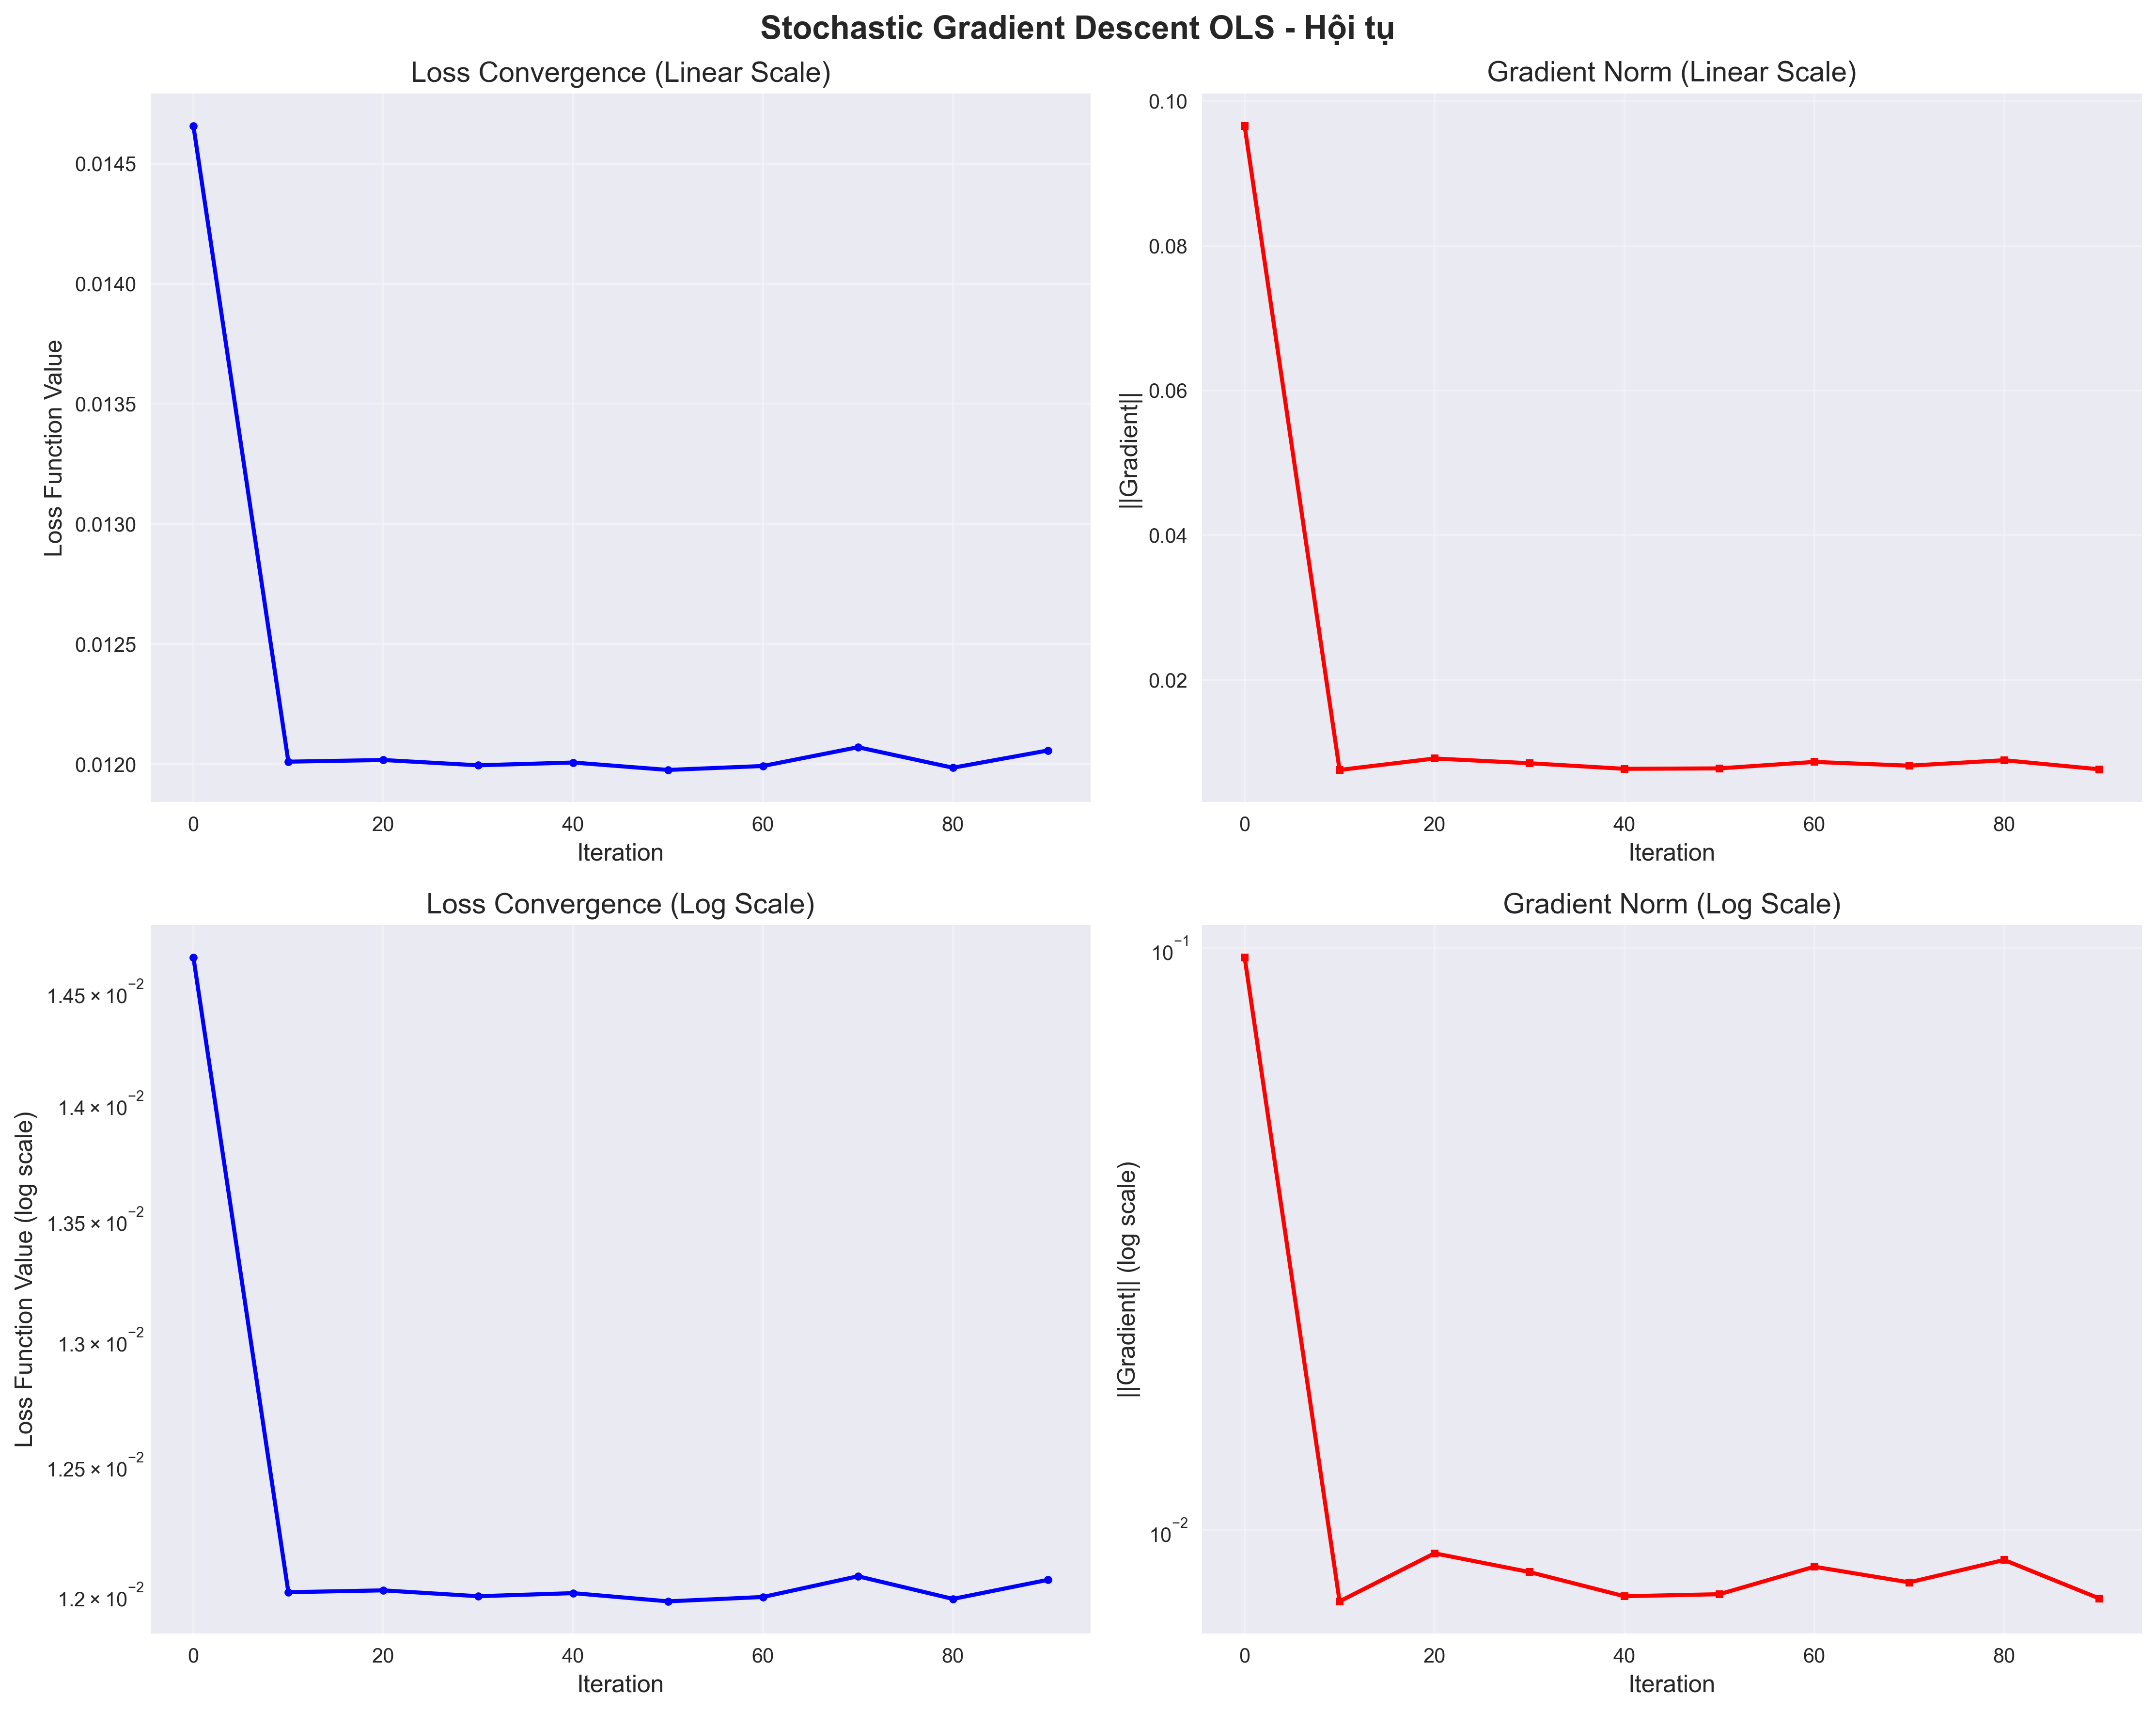 Stochastic Gradient Descent OLS - Hội tụ
Loss Convergence (Linear Scale)
Loss Function Value
0.0145
0.0140
0.0135
0.0130
0.0125
0.0120
0 20 40 60 80
Iteration
Gradient Norm (Linear Scale)
||Gradient||
0.10
0.08
0.06
0.04
0.02
0 20 40 60 80
Iteration
Loss Convergence (Log Scale)
Loss Function Value (log scale)
1.45 × 10⁻²
1.4 × 10⁻²
1.35 × 10⁻²
1.3 × 10⁻²
1.25 × 10⁻²
1.2 × 10⁻²
0 20 40 60 80
Iteration
Gradient Norm (Log Scale)
||Gradient|| (log scale)
10⁻¹
10⁻²
0 20 40 60 80
Iteration